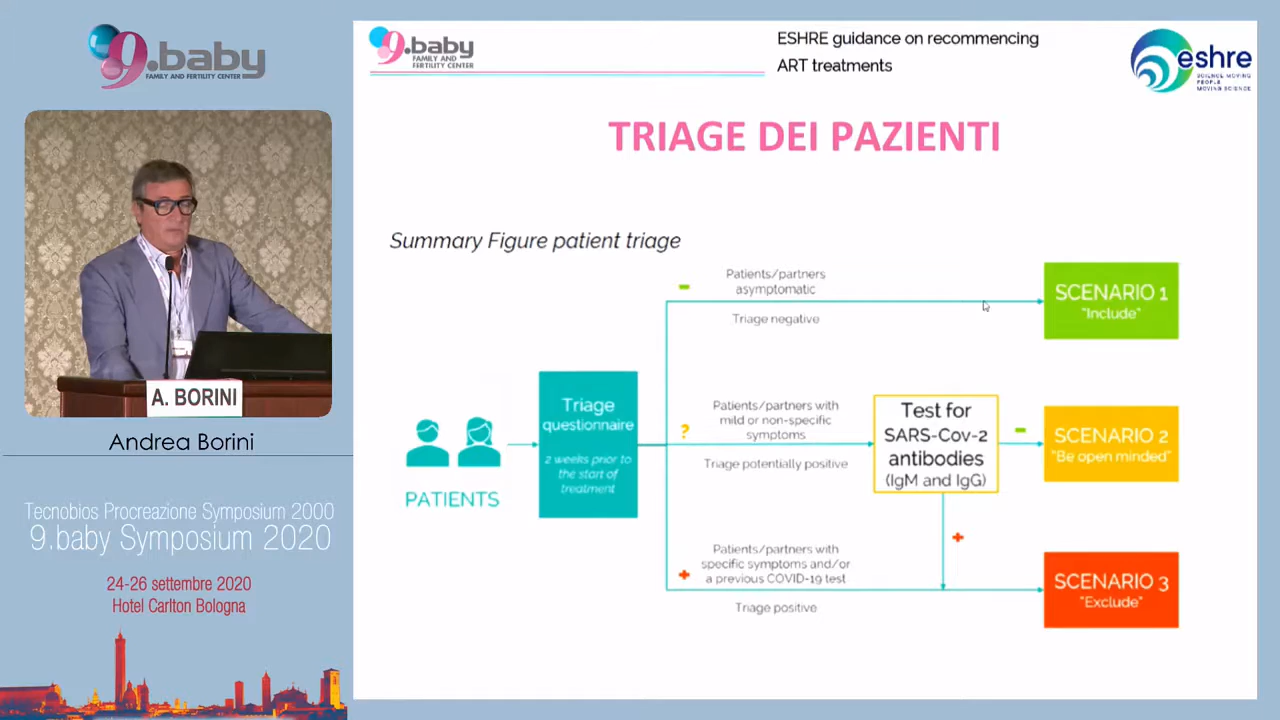 9.baby
FAMILY AND FERTILITY CENTER
A. BORINI
Andrea Borini
Tecnobios Procreazione Symposium 2000
9.baby Symposium 2020
24-26 settembre 2020
Hotel Carlton Bologna
9.baby
FAMILY AND
FERTILITY CENTER
ESHRE guidance on recommencing
ART treatments
eshre
SCIENCE MOVING
PEOPLE
MOVING SCIENCE
TRIAGE DEI PAZIENTI
Summary Figure patient triage
PATIENTS
Triage
questionnaire
2 weeks prior to
the start of
treatment
-
Patients/partners
asymptomatic
Triage negative
SCENARIO 1
"Include"
?
Patients/partners with
mild or non-specific
symptoms
Triage potentially positive
Test for
SARS-Cov-2
antibodies
(IgM and IgG)
-
SCENARIO 2
"Be open minded"
+
+
Patients/partners with
specific symptoms and/or
a previous COVID-19 test
Triage positive
SCENARIO 3
"Exclude"